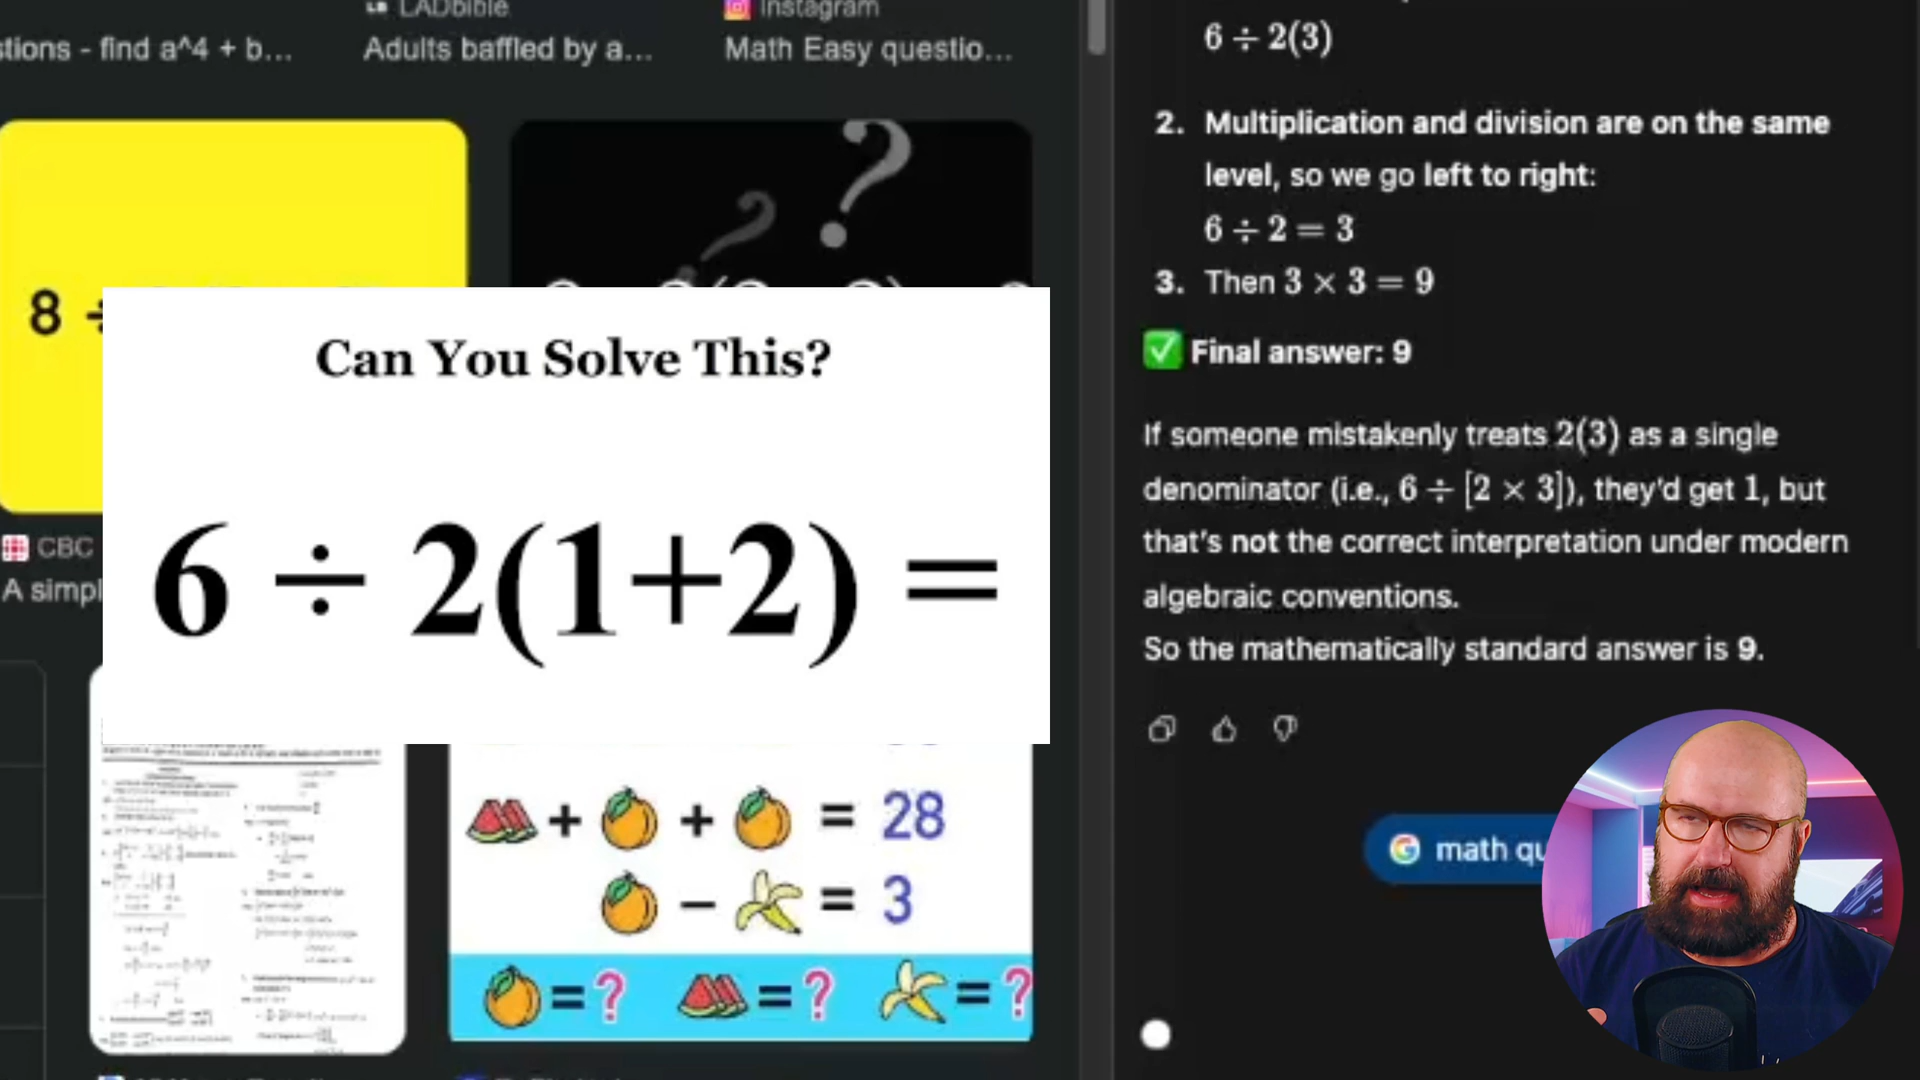 LADbible
Instagram
stions - find a^4 + b...
Adults baffled by a...
Math Easy questio...
8 ÷
? ?
CBC
A simpl
Can You Solve This?
6 ÷ 2(1+2) =
+ + = 28
− = 3
=? =? =?
6 ÷ 2(3)
2. Multiplication and division are on the same
level, so we go left to right:
6 ÷ 2 = 3
3. Then 3 × 3 = 9
✅ Final answer: 9
If someone mistakenly treats 2(3) as a single
denominator (i.e., 6 ÷ [2 × 3]), they'd get 1, but
that's not the correct interpretation under modern
algebraic conventions.
So the mathematically standard answer is 9.
math qu